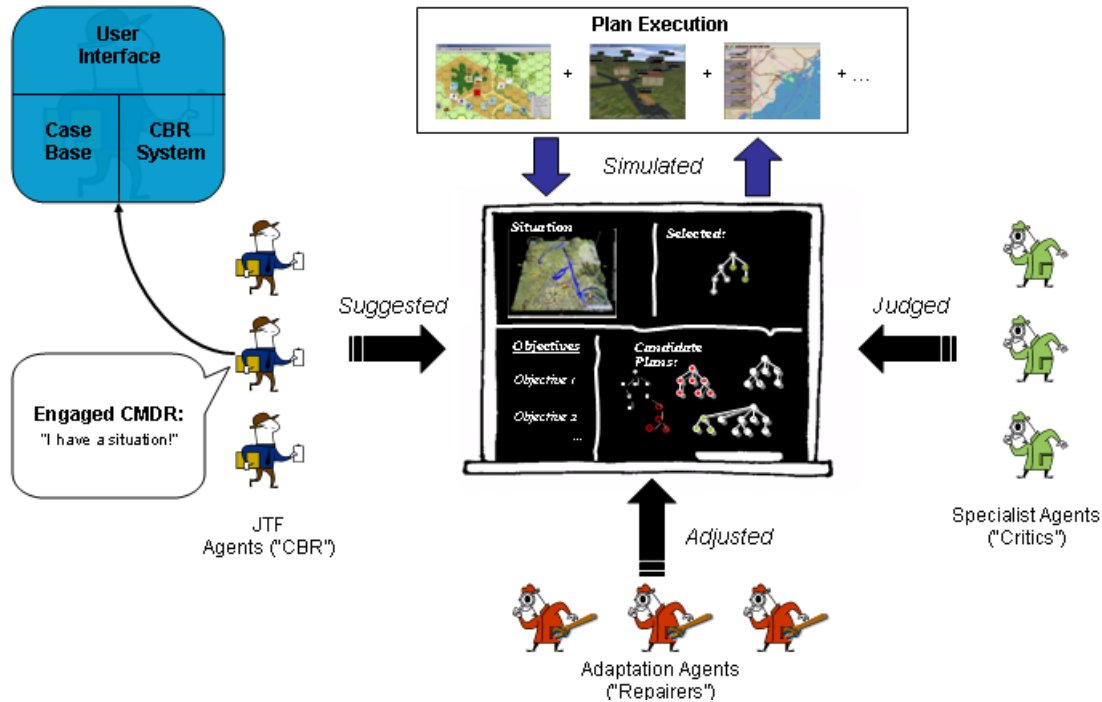 User
Interface
Case
Base
CBR
System
Plan Execution
+
+
+ ...
Simulated
Situation
Selected:
Suggested
Judged
Objectives
Objective 1
Objective 2
...
Candidate
Plans:
Engaged CMDR:
"I have a situation!"
JTF
Agents ("CBR")
Specialist Agents
("Critics")
Adjusted
Adaptation Agents
("Repairers")